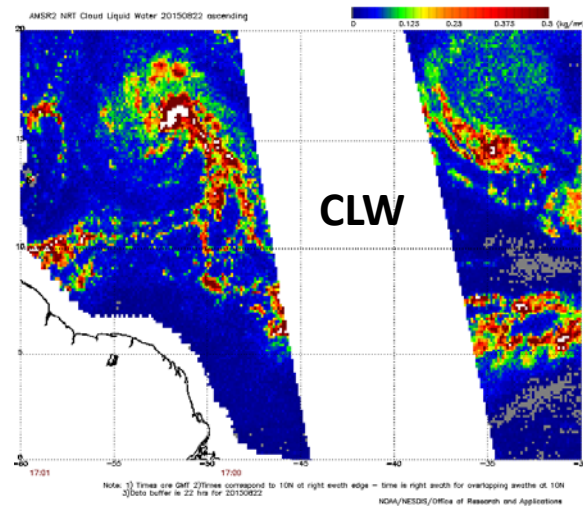 AMSR2 NRT Cloud Liquid Water 20150822 ascending
0 0.125 0.25 0.375 0.5 (kg/m
20
15
10
5
0
CLW
-60 -55 -50 -45 -40 -35 -30
17:01 17:00
Note: 1) Times are GMT 2)Times correspond to 10N at right swath edge - time is right swath for overlapping swaths at 10N
3)Data buffer is 22 hrs for 20150822
NOAA/NESDIS/Office of Research and Applications